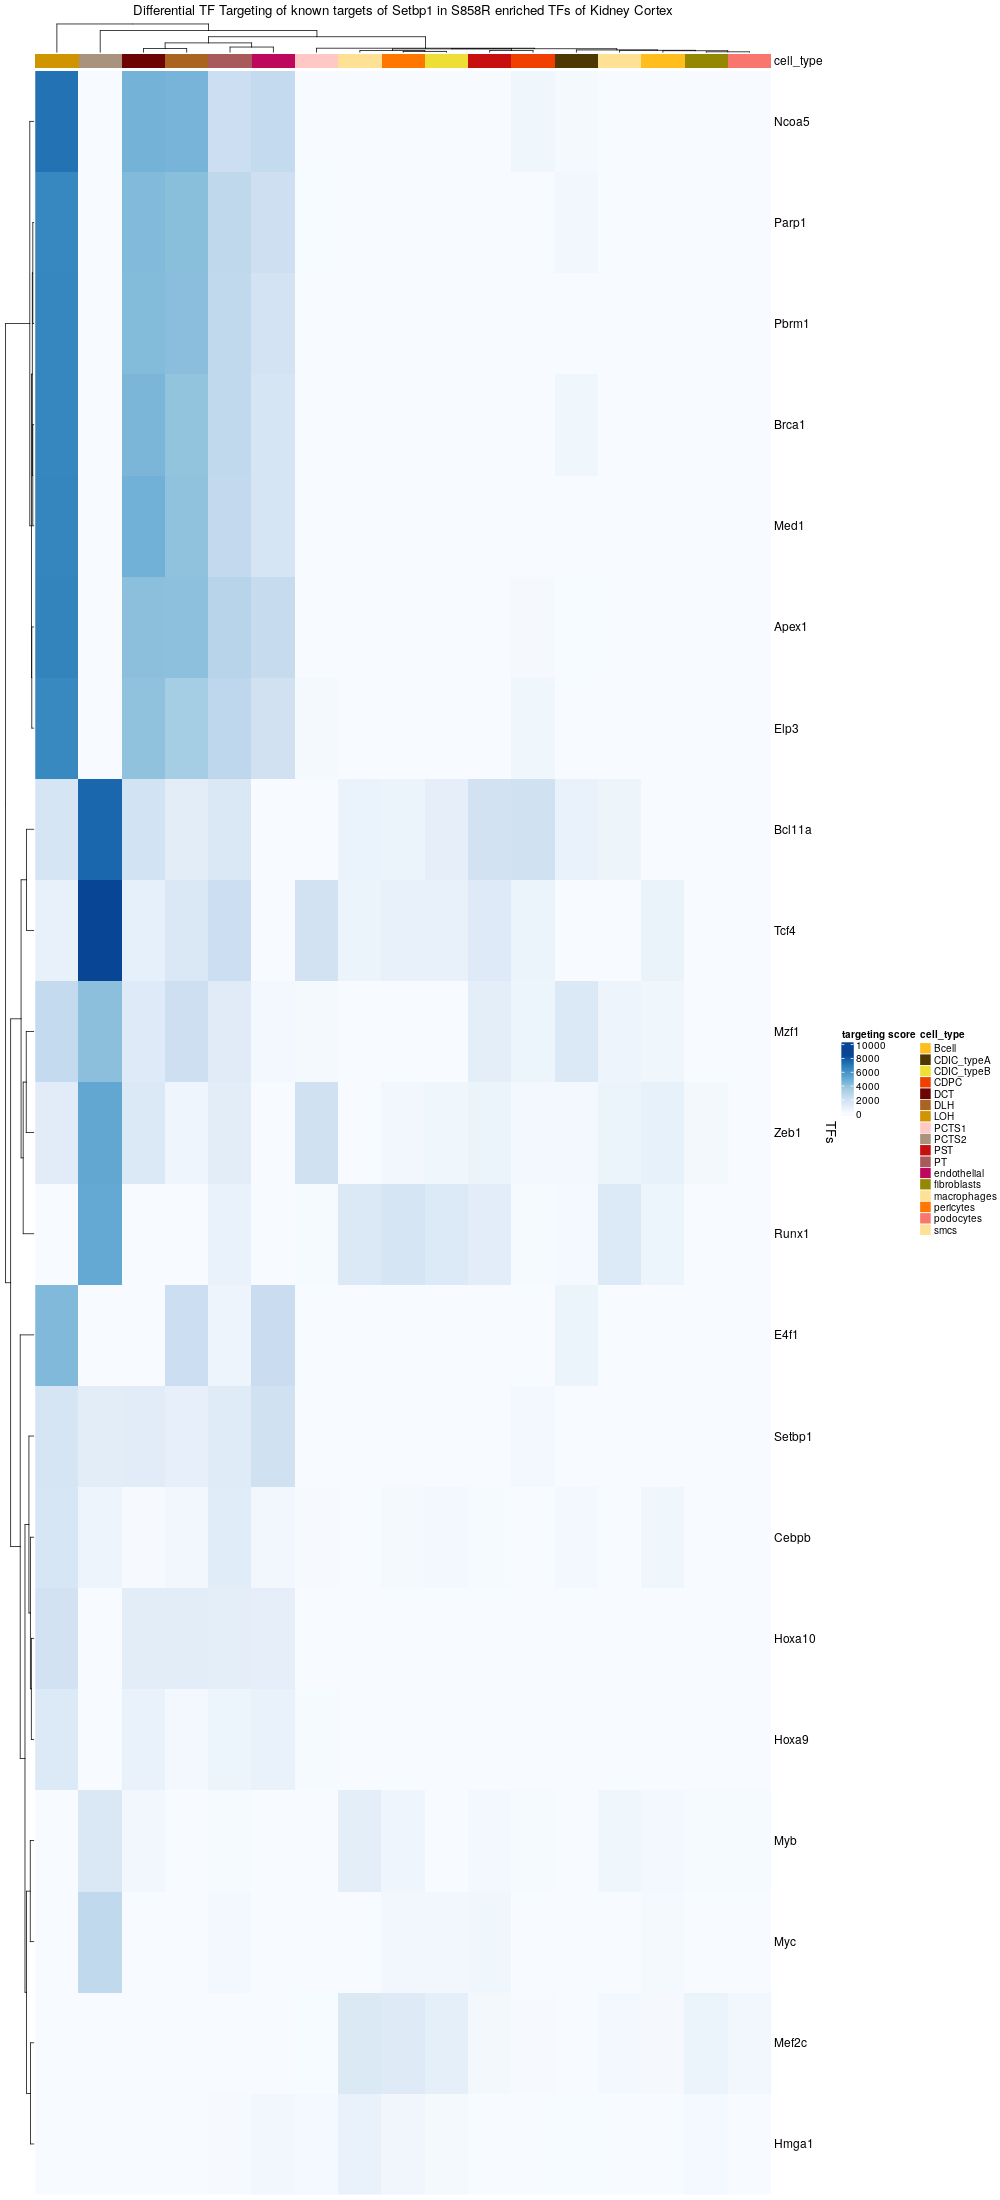 Differential TF Targeting of known targets of Setbp1 in S858R enriched TFs of Kidney Cortex
cell_type
Ncoa5
Parp1
Pbrm1
Brca1
Med1
Apex1
Elp3
Bcl11a
Tcf4
Mzf1
Zeb1
Runx1
E4f1
Setbp1
Cebpb
Hoxa10
Hoxa9
Myb
Myc
Mef2c
Hmga1
TFs
targeting score
10000
8000
6000
4000
2000
0
cell_type
Bcell
CDIC_typeA
CDIC_typeB
CDPC
DCT
DLH
LOH
PCTS1
PCTS2
PST
PT
endothelial
fibroblasts
macrophages
pericytes
podocytes
smcs